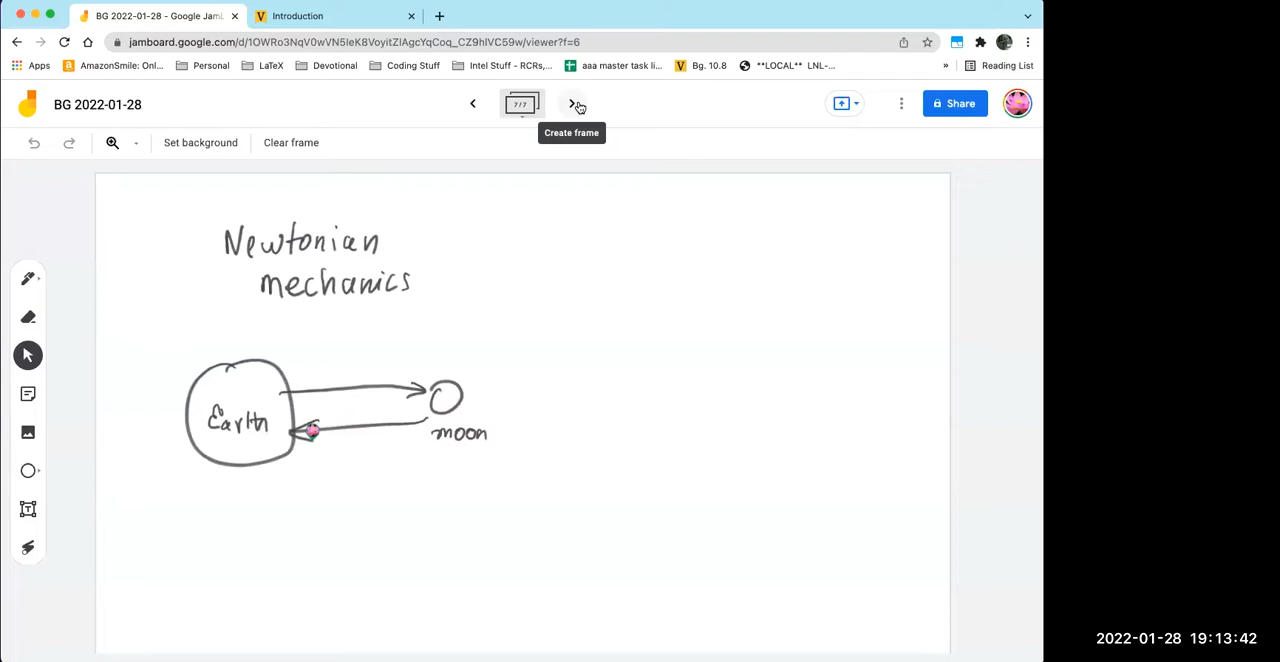 BG 2022-01-28 - Google Jam
Introduction
jamboard.google.com/d/1OWRo3NqV0wVN5IeK8VoyitZIAgcYqCoq_CZ9hIVC59w/viewer?f=6
Apps AmazonSmile: Onl... Personal LaTeX Devotional Coding Stuff Intel Stuff - RCRs,... aaa master task li... Bg. 10.8 **LOCAL** LNL-... » Reading List
BG 2022-01-28
7/7
Share
Create frame
Set background
Clear frame
Newtonian
mechanics
Earth
moon
2022-01-28 19:13:42